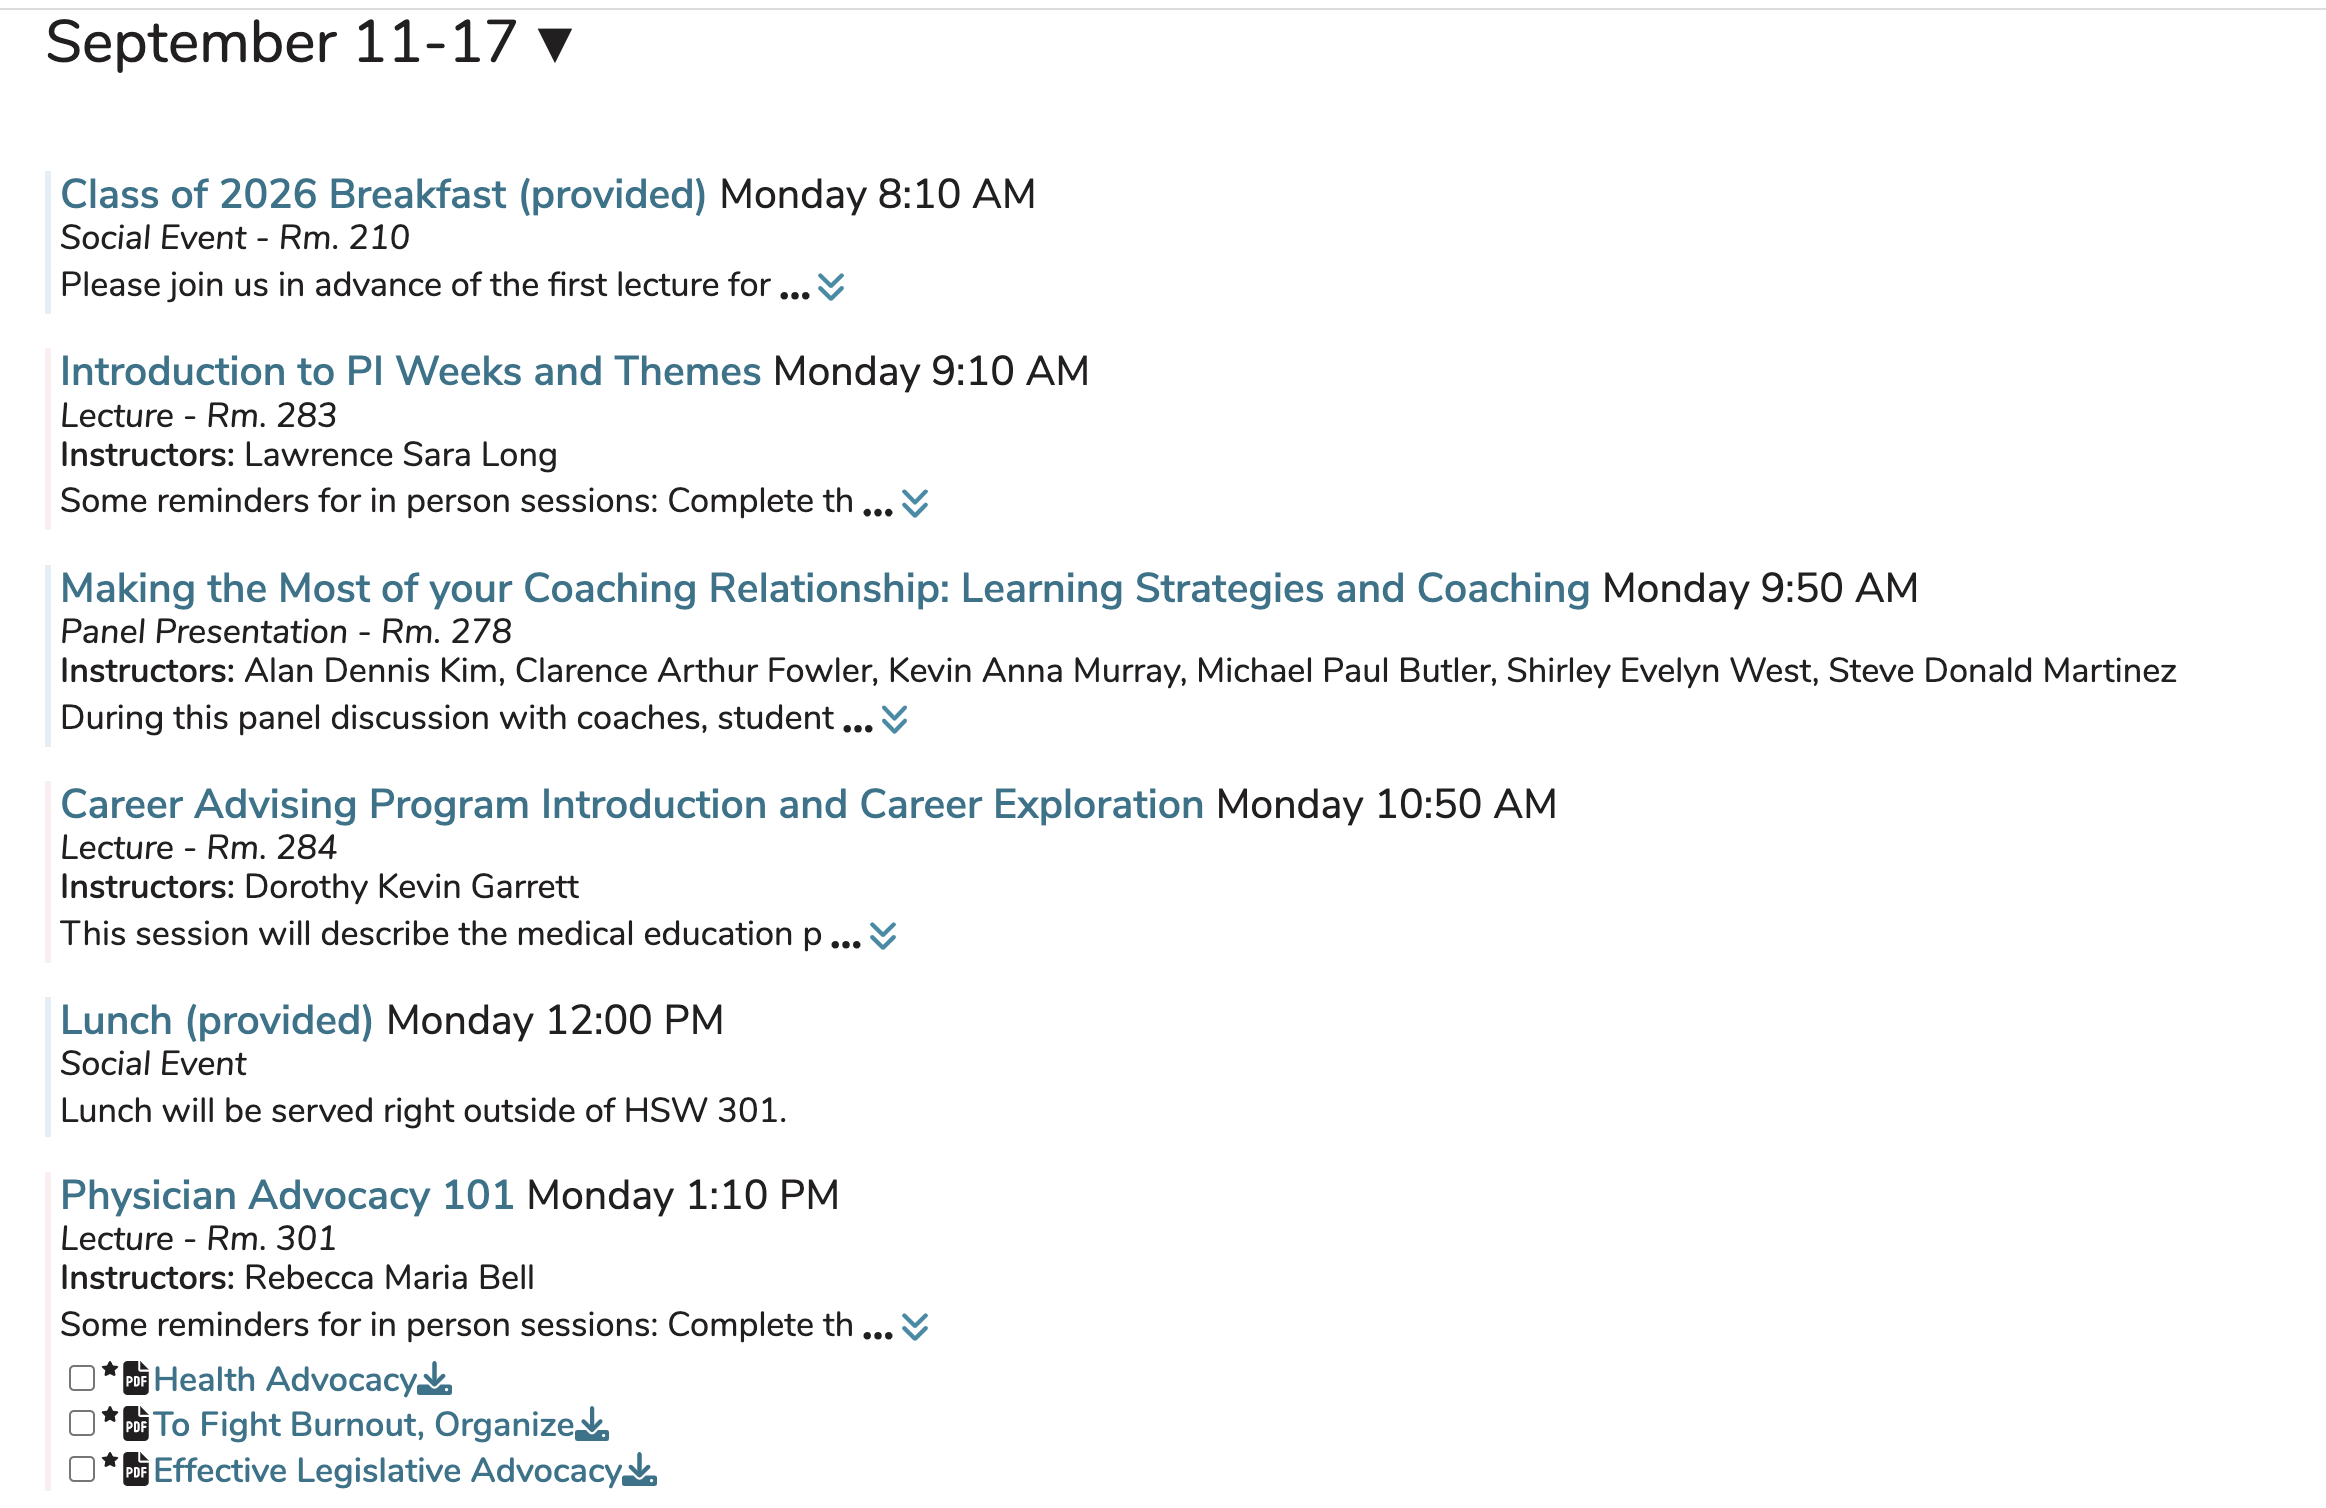 September 11-17 ▼
Class of 2026 Breakfast (provided) Monday 8:10 AM
Social Event - Rm. 210
Please join us in advance of the first lecture for ...
Introduction to PI Weeks and Themes Monday 9:10 AM
Lecture - Rm. 283
Instructors: Lawrence Sara Long
Some reminders for in person sessions: Complete th ...
Making the Most of your Coaching Relationship: Learning Strategies and Coaching Monday 9:50 AM
Panel Presentation - Rm. 278
Instructors: Alan Dennis Kim, Clarence Arthur Fowler, Kevin Anna Murray, Michael Paul Butler, Shirley Evelyn West, Steve Donald Martinez
During this panel discussion with coaches, student ...
Career Advising Program Introduction and Career Exploration Monday 10:50 AM
Lecture - Rm. 284
Instructors: Dorothy Kevin Garrett
This session will describe the medical education p ...
Lunch (provided) Monday 12:00 PM
Social Event
Lunch will be served right outside of HSW 301.
Physician Advocacy 101 Monday 1:10 PM
Lecture - Rm. 301
Instructors: Rebecca Maria Bell
Some reminders for in person sessions: Complete th ...
PDF Health Advocacy
PDF To Fight Burnout, Organize
PDF Effective Legislative Advocacy